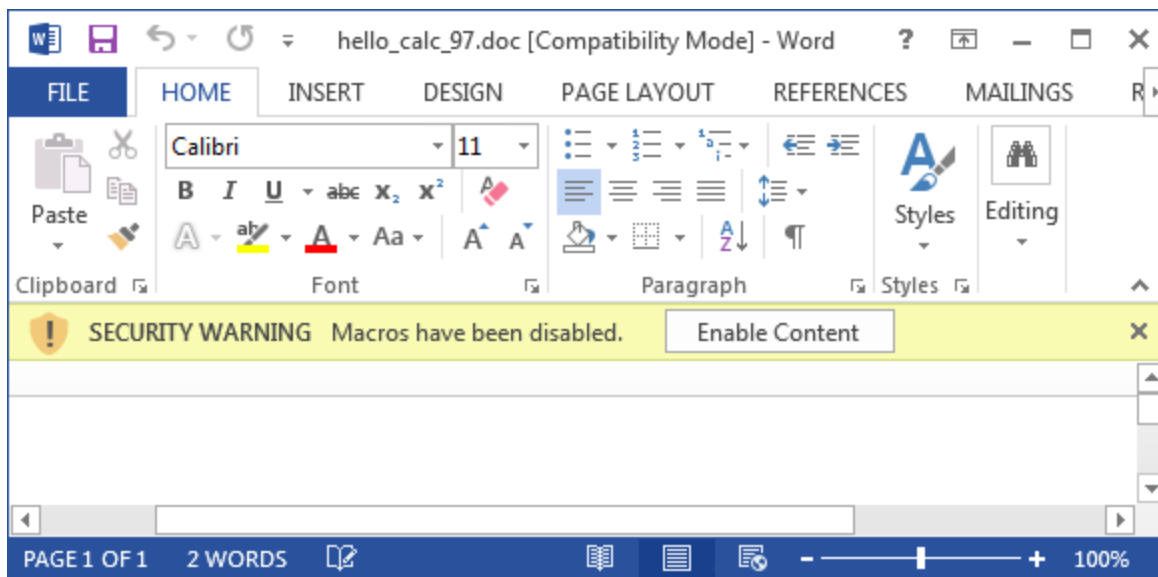 hello_calc_97.doc [Compatibility Mode] - Word
FILE HOME INSERT DESIGN PAGE LAYOUT REFERENCES MAILINGS R
Calibri 11
Paste
B I U abc X₂ X²
A aby A Aa A A
A Z
Styles
Editing
Clipboard Font Paragraph Styles
SECURITY WARNING Macros have been disabled. Enable Content
PAGE 1 OF 1 2 WORDS 100%